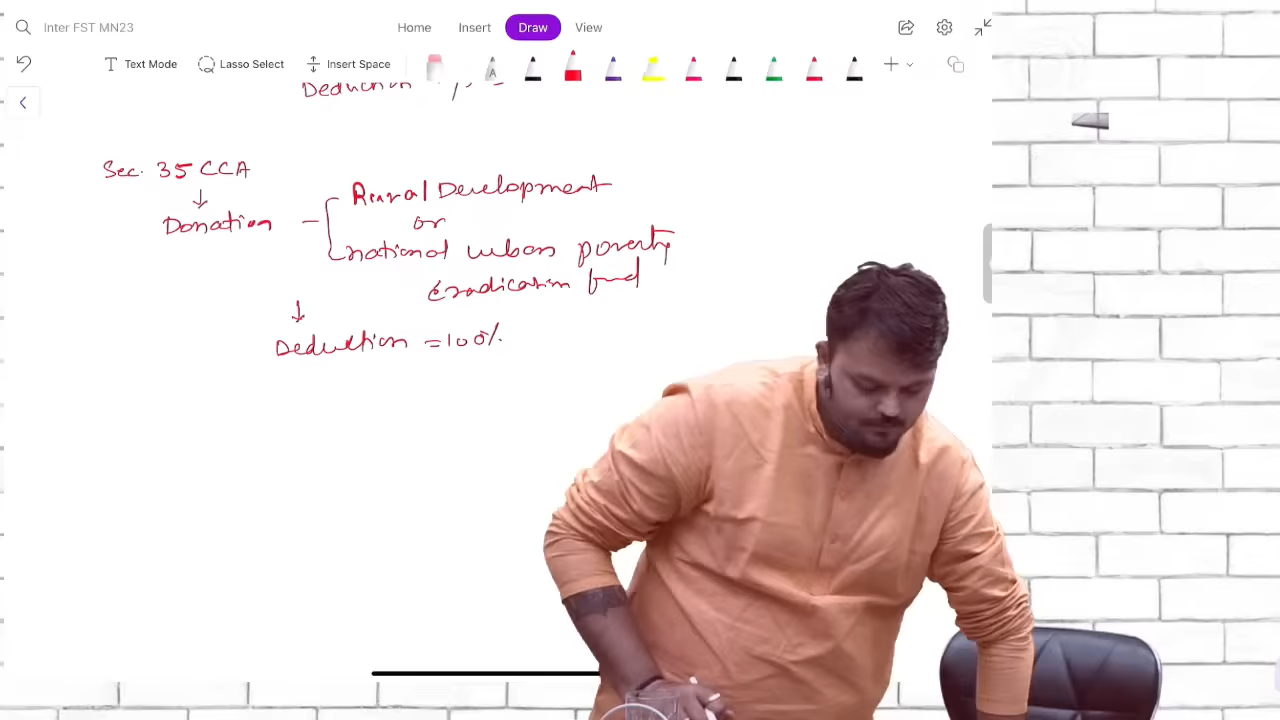 Inter FST MN23
Home Insert Draw View
Text Mode Lasso Select Insert Space
Deduction
Sec. 35 CCA
Donation
Rural Development
or
national urban poverty
eradication fund
Deduction = 100%